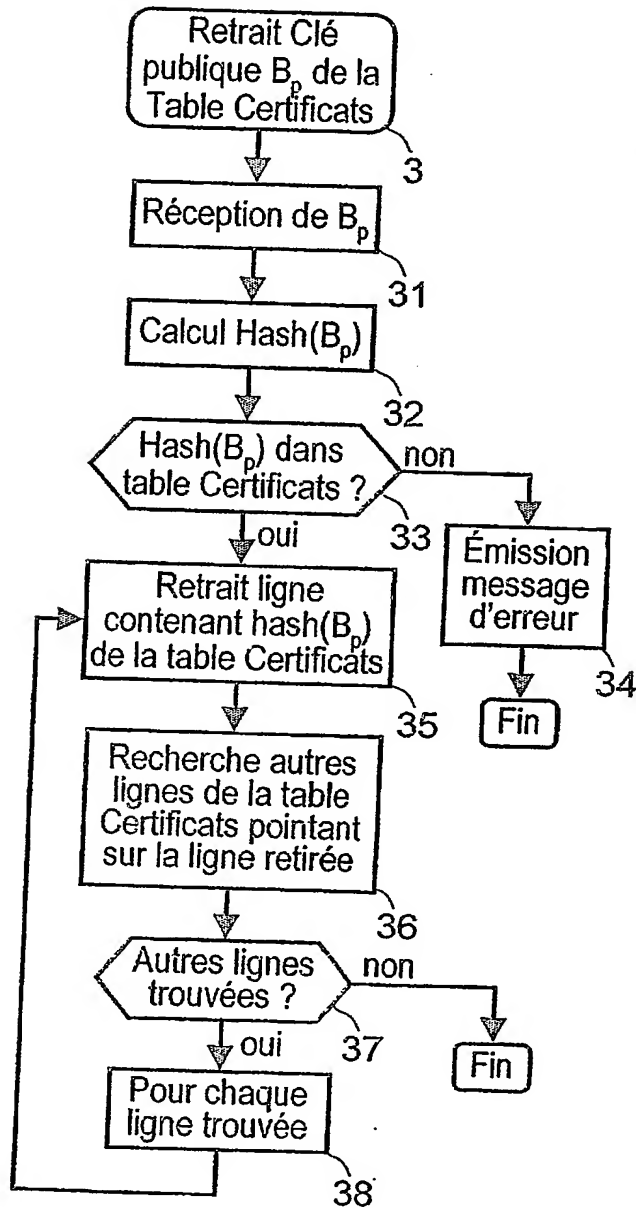 Retrait Clé
publique Bp de la
Table Certificats
3
Réception de Bp
31
Calcul Hash(Bp)
32
Hash(Bp) dans
table Certificats ?
non
33
oui
Émission
message
d'erreur
34
Fin
Retrait ligne
contenant hash(Bp)
de la table Certificats
35
Recherche autres
lignes de la table
Certificats pointant
sur la ligne retirée
36
Autres lignes
trouvées ?
non
37
Fin
oui
Pour chaque
ligne trouvée
38